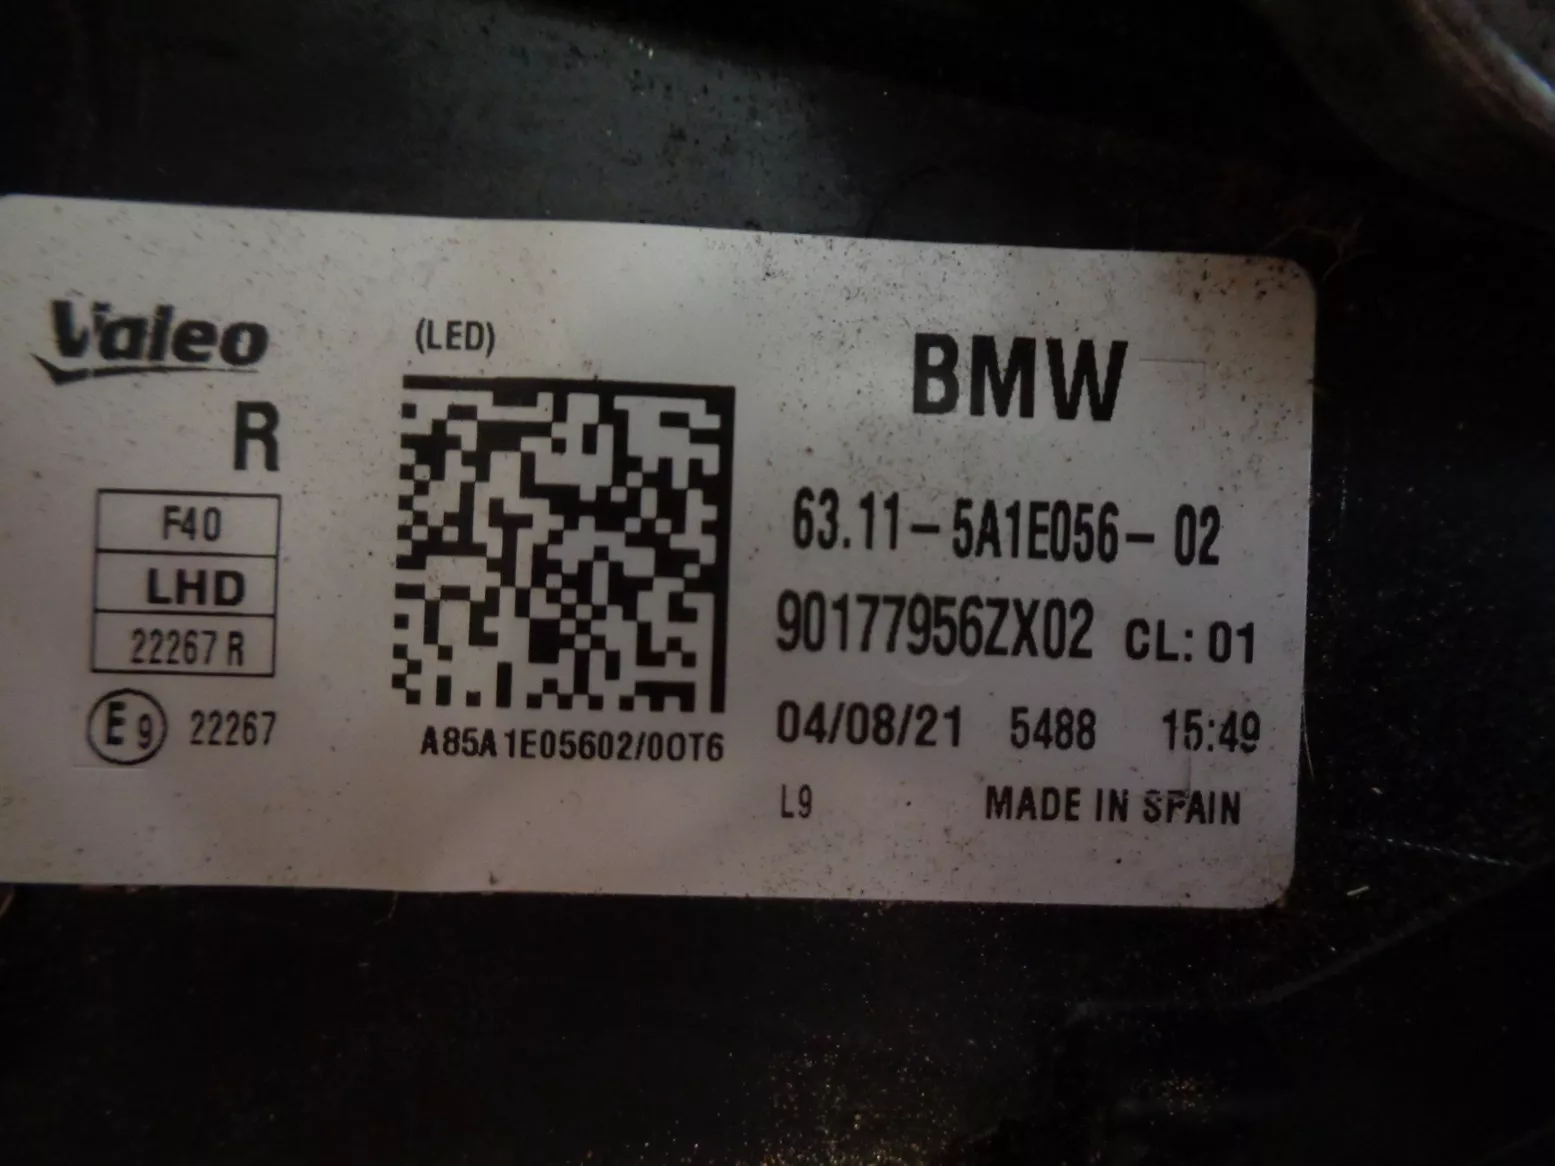 Valeo
(LED)
R
F40
LHD
22267 R
E9 22267
A85A1E05602/00T6
BMW
63.11-5A1E056-02
90177956ZX02 CL: 01
04/08/21 5488 15:49
L9 MADE IN SPAIN